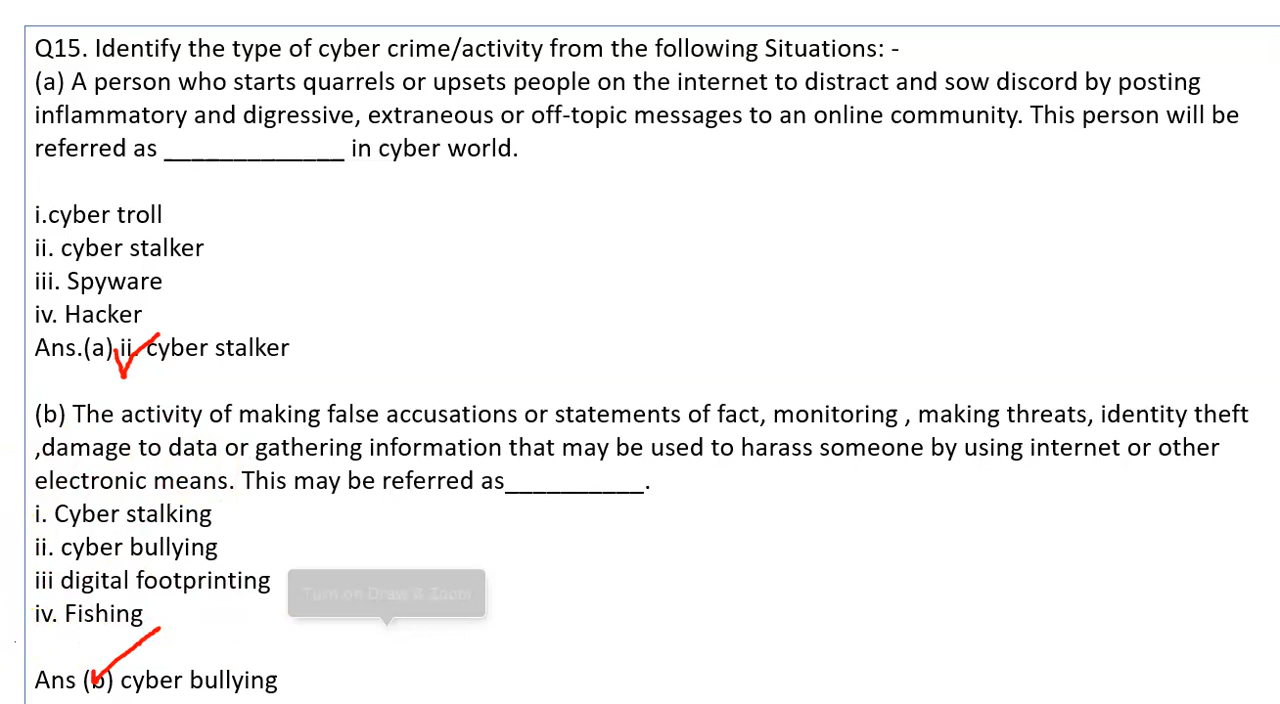 Q15. Identify the type of cyber crime/activity from the following Situations: -
(a) A person who starts quarrels or upsets people on the internet to distract and sow discord by posting
inflammatory and digressive, extraneous or off-topic messages to an online community. This person will be
referred as _____________ in cyber world.
i.cyber troll
ii. cyber stalker
iii. Spyware
iv. Hacker
Ans.(a) ii. cyber stalker
(b) The activity of making false accusations or statements of fact, monitoring , making threats, identity theft
,damage to data or gathering information that may be used to harass someone by using internet or other
electronic means. This may be referred as__________.
i. Cyber stalking
ii. cyber bullying
iii digital footprinting
Turn on Draw & Zoom
iv. Fishing
Ans (b) cyber bullying